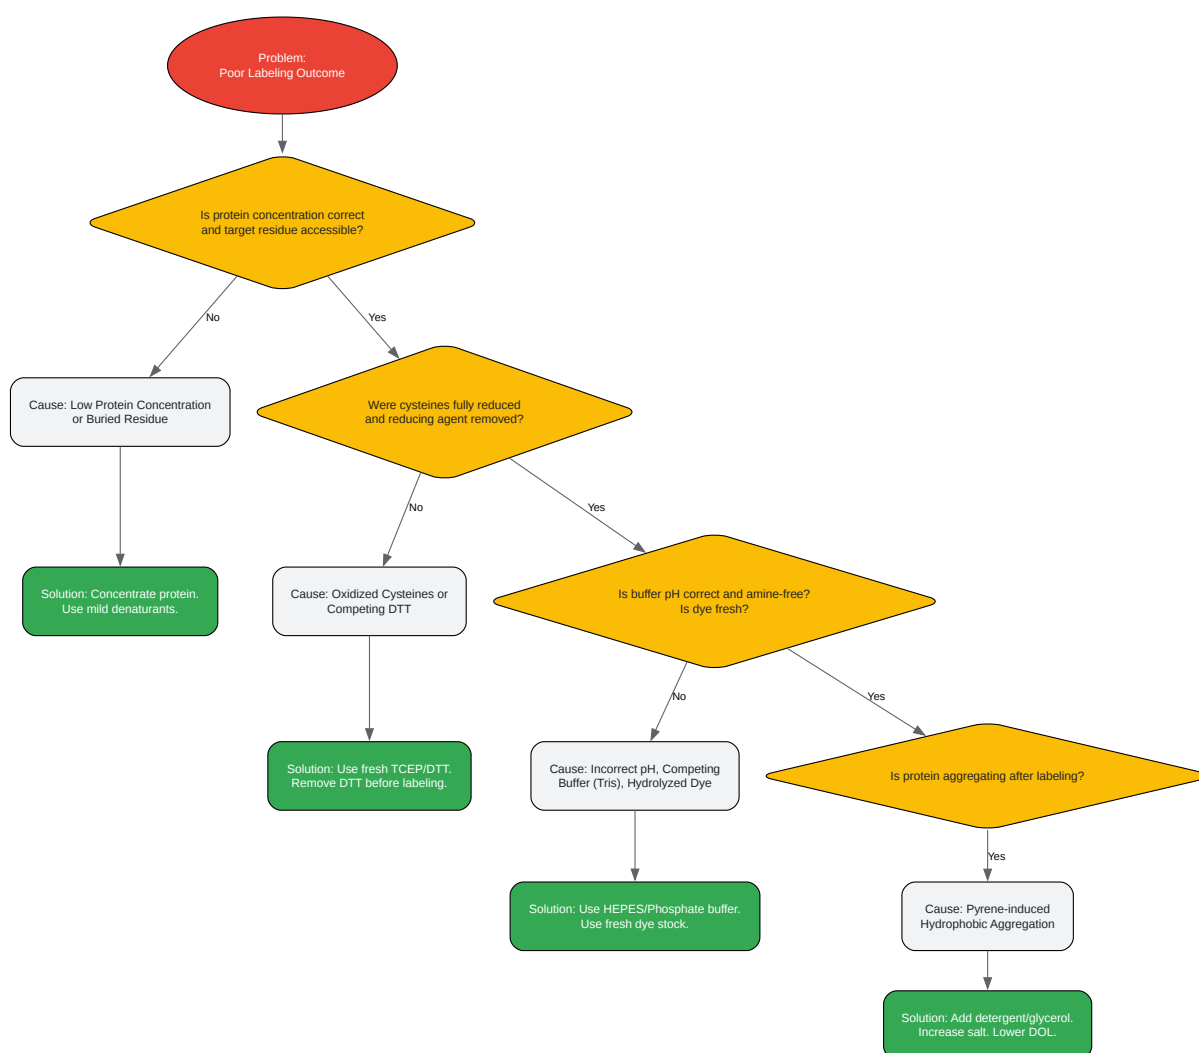 Problem:
Poor Labeling Outcome
Is protein concentration correct
and target residue accessible?
No
Yes
Cause: Low Protein Concentration
or Buried Residue
Were cysteines fully reduced
and reducing agent removed?
No
Yes
Solution: Concentrate protein.
Use mild denaturants.
Cause: Oxidized Cysteines or
Competing DTT
Is buffer pH correct and amine-free?
Is dye fresh?
No
Yes
Solution: Use fresh TCEP/DTT.
Remove DTT before labeling.
Cause: Incorrect pH, Competing
Buffer (Tris), Hydrolyzed Dye
Is protein aggregating after labeling?
Yes
Solution: Use HEPES/Phosphate buffer.
Use fresh dye stock.
Cause: Pyrene-induced
Hydrophobic Aggregation
Solution: Add detergent/glycerol.
Increase salt. Lower DOL.